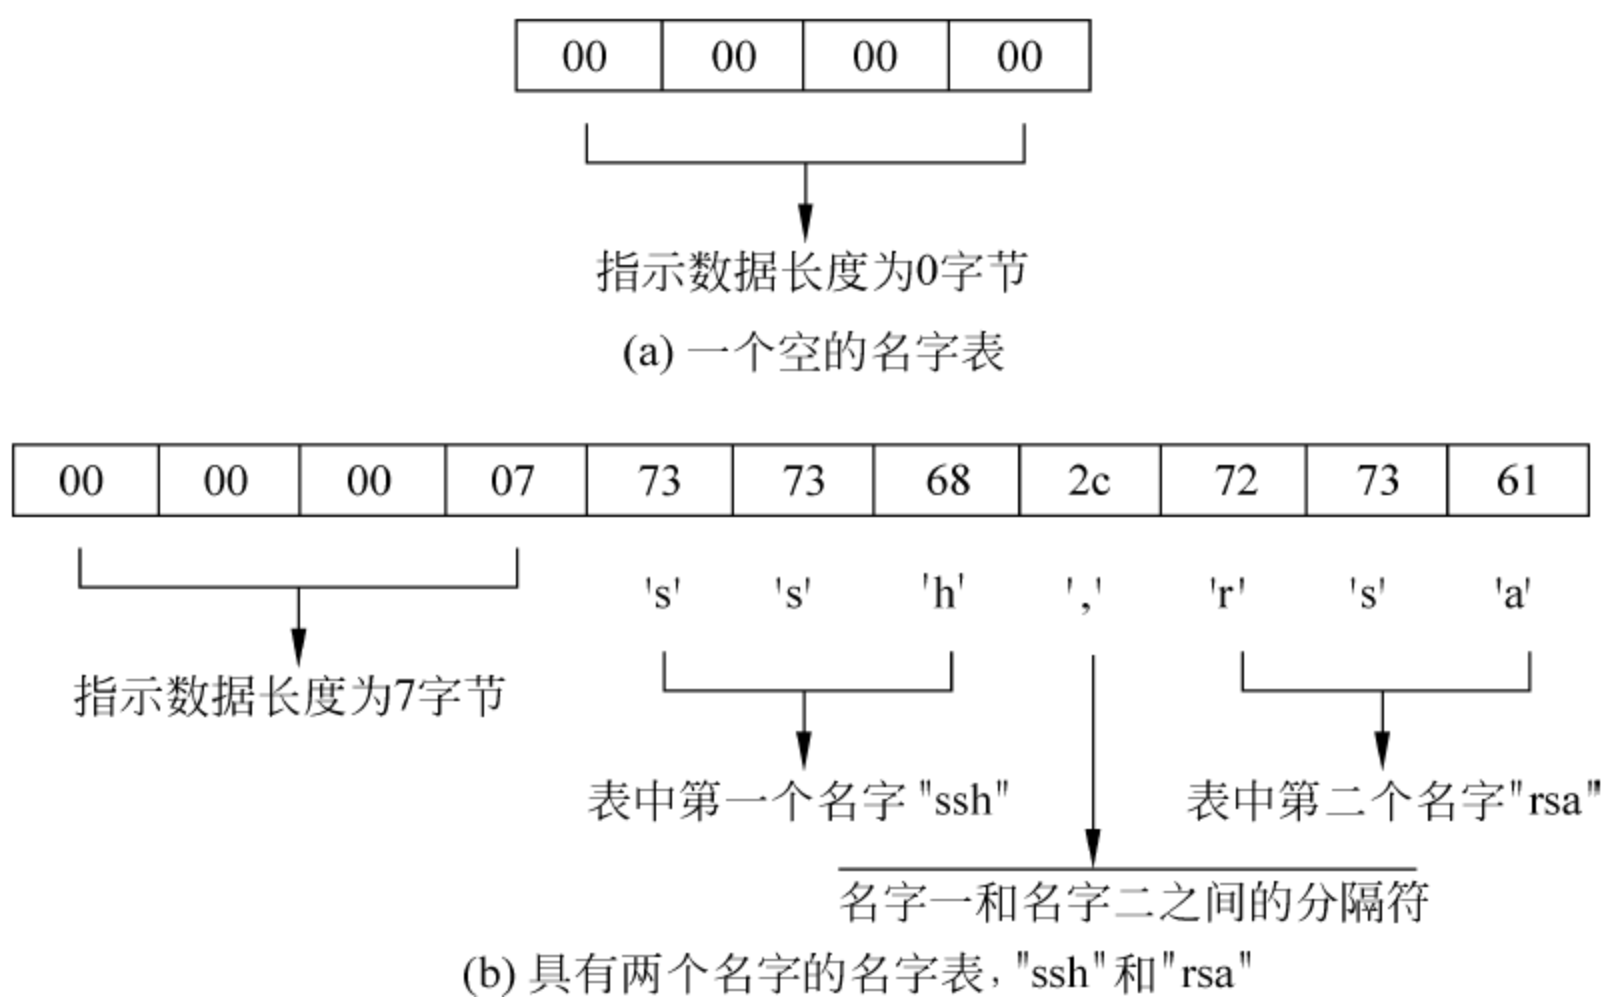 00 00 00 00
指示数据长度为0字节
(a) 一个空的名字表
00 00 00 07 73 73 68 2c 72 73 61
's' 's' 'h' ',' 'r' 's' 'a'
指示数据长度为7字节
表中第一个名字 "ssh"
表中第二个名字"rsa"
名字一和名字二之间的分隔符
(b) 具有两个名字的名字表，"ssh"和"rsa"